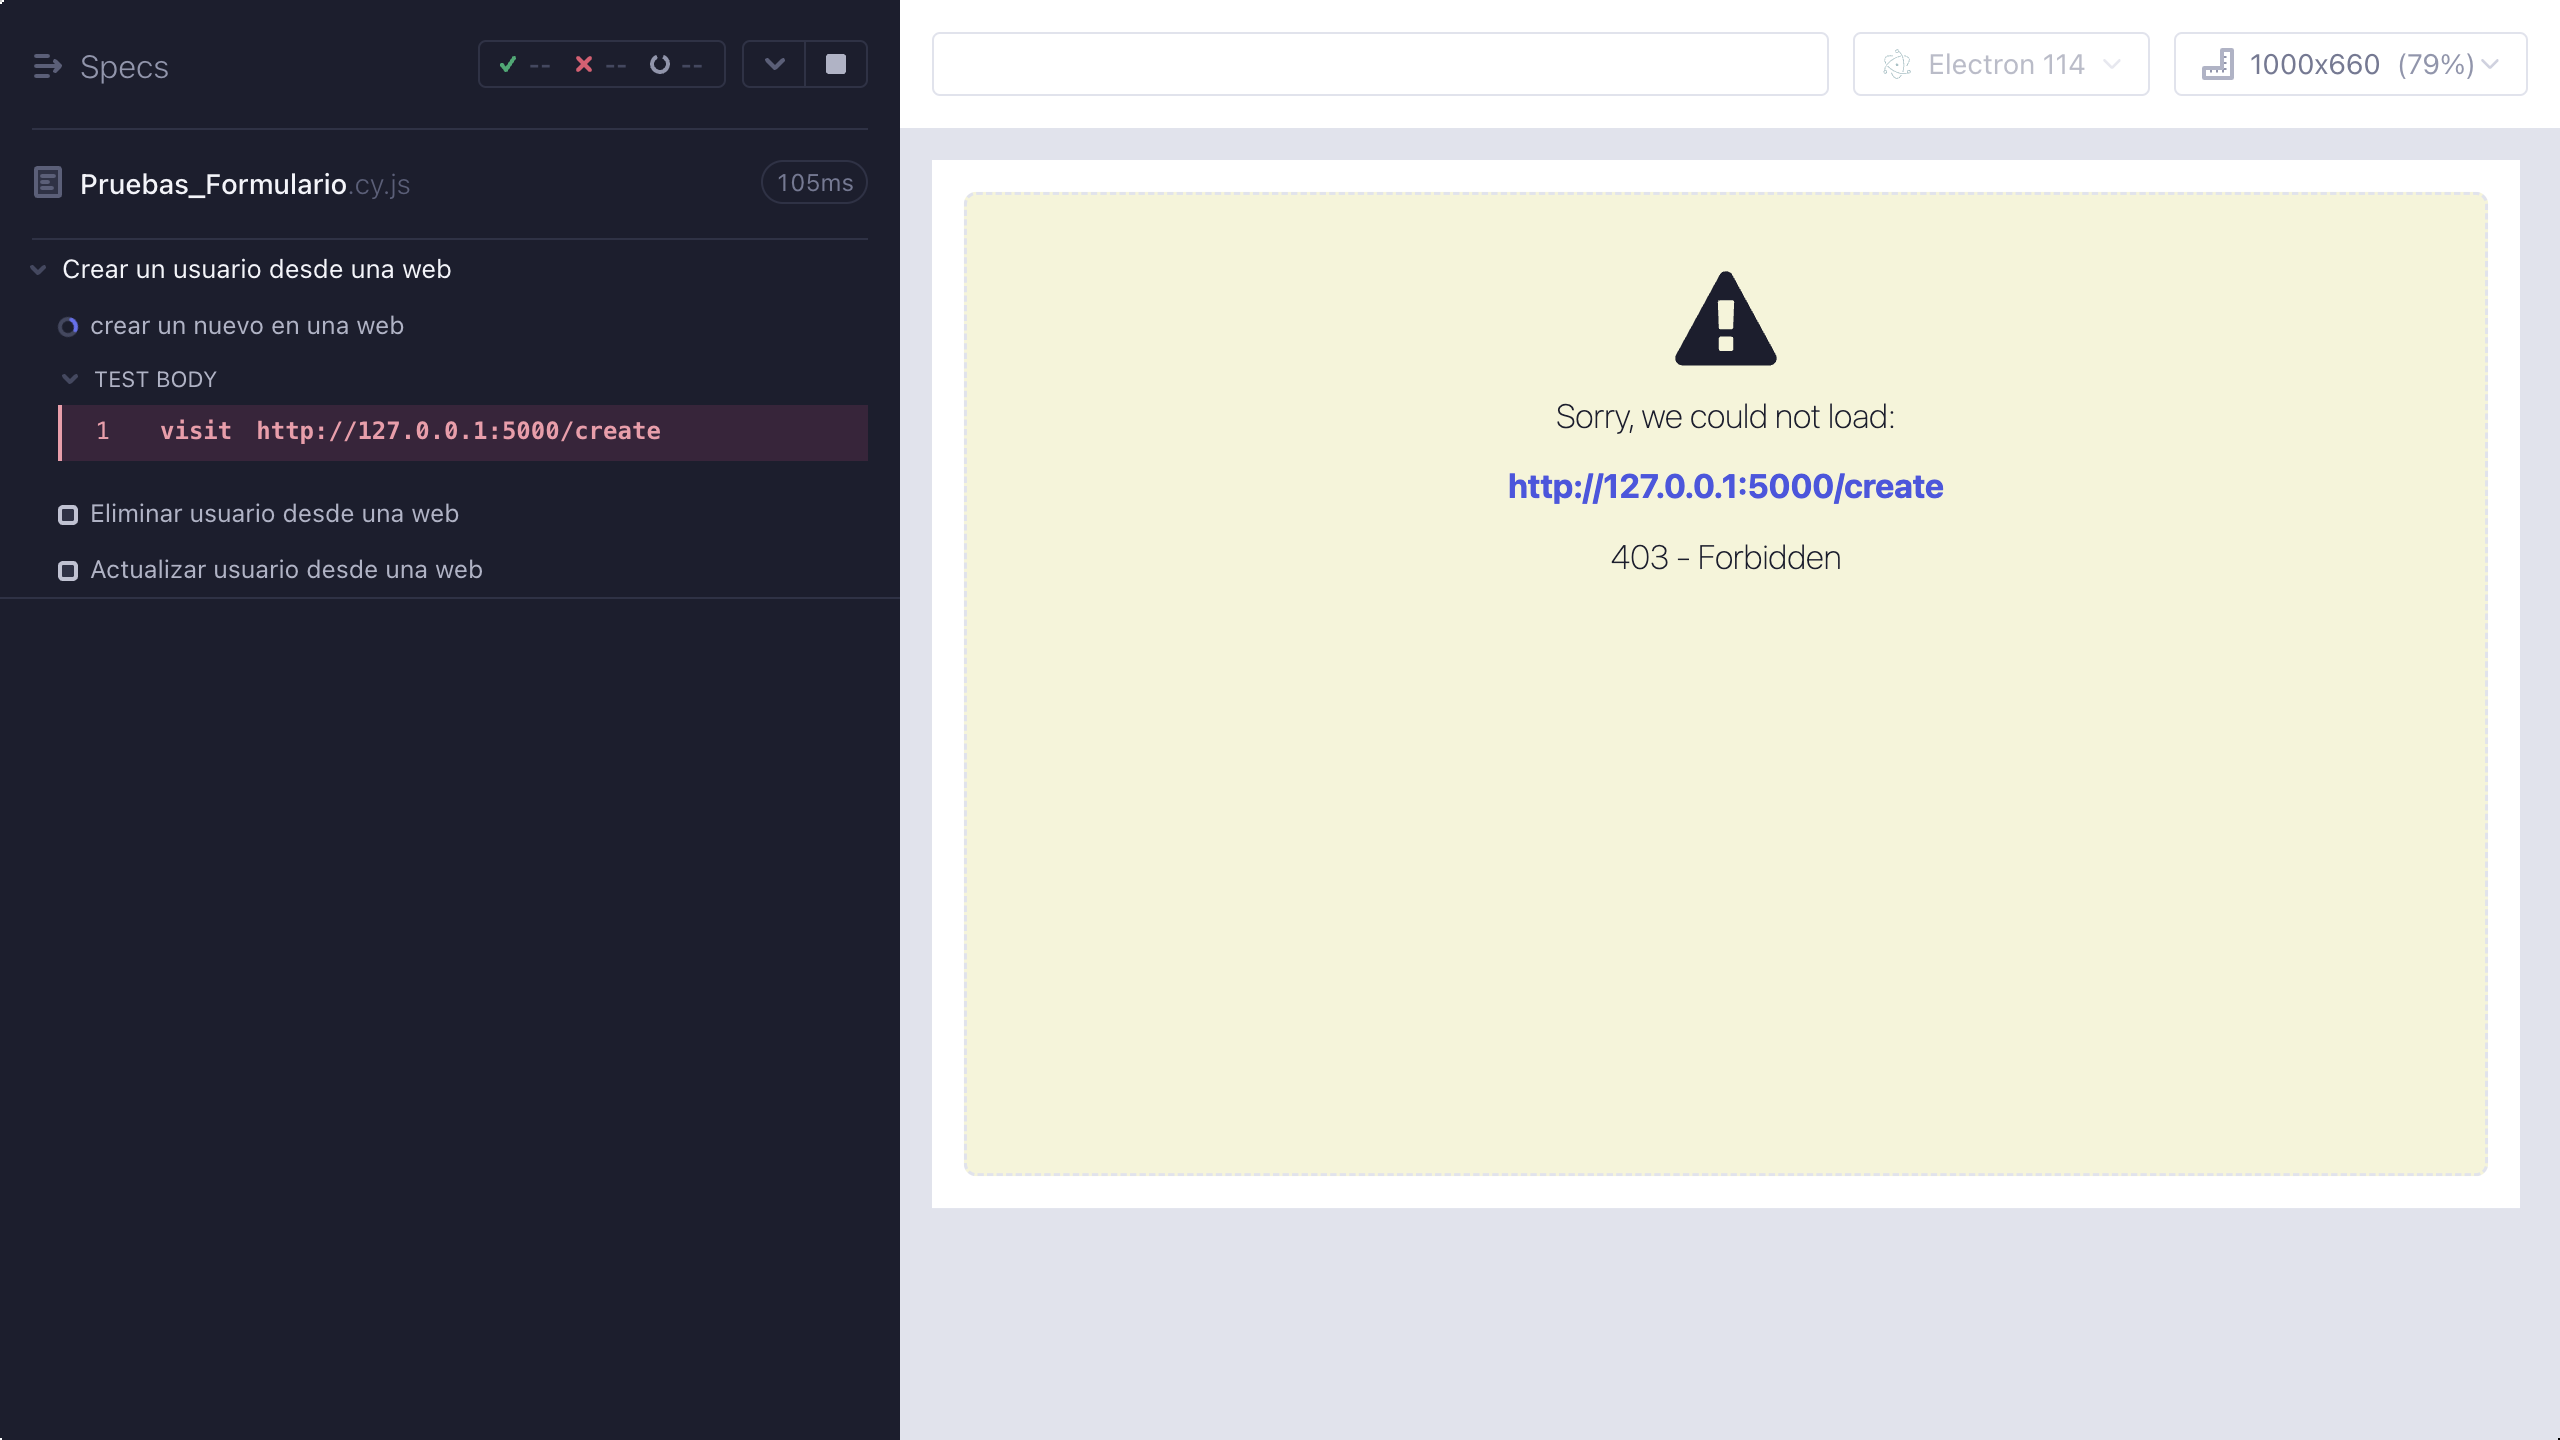 Specs
-- -- --
Pruebas_Formulario.cy.js
105ms
Crear un usuario desde una web
crear un nuevo en una web
TEST BODY
1 visit http://127.0.0.1:5000/create
Eliminar usuario desde una web
Actualizar usuario desde una web
Electron 114
1000x660 (79%)
Sorry, we could not load:
http://127.0.0.1:5000/create
403 - Forbidden